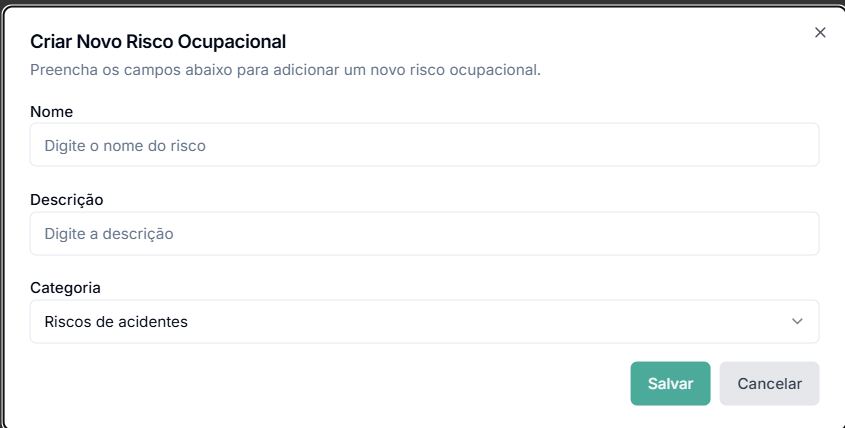 Criar Novo Risco Ocupacional
Preencha os campos abaixo para adicionar um novo risco ocupacional.
Nome
Digite o nome do risco
Descrição
Digite a descrição
Categoria
Riscos de acidentes
Salvar Cancelar